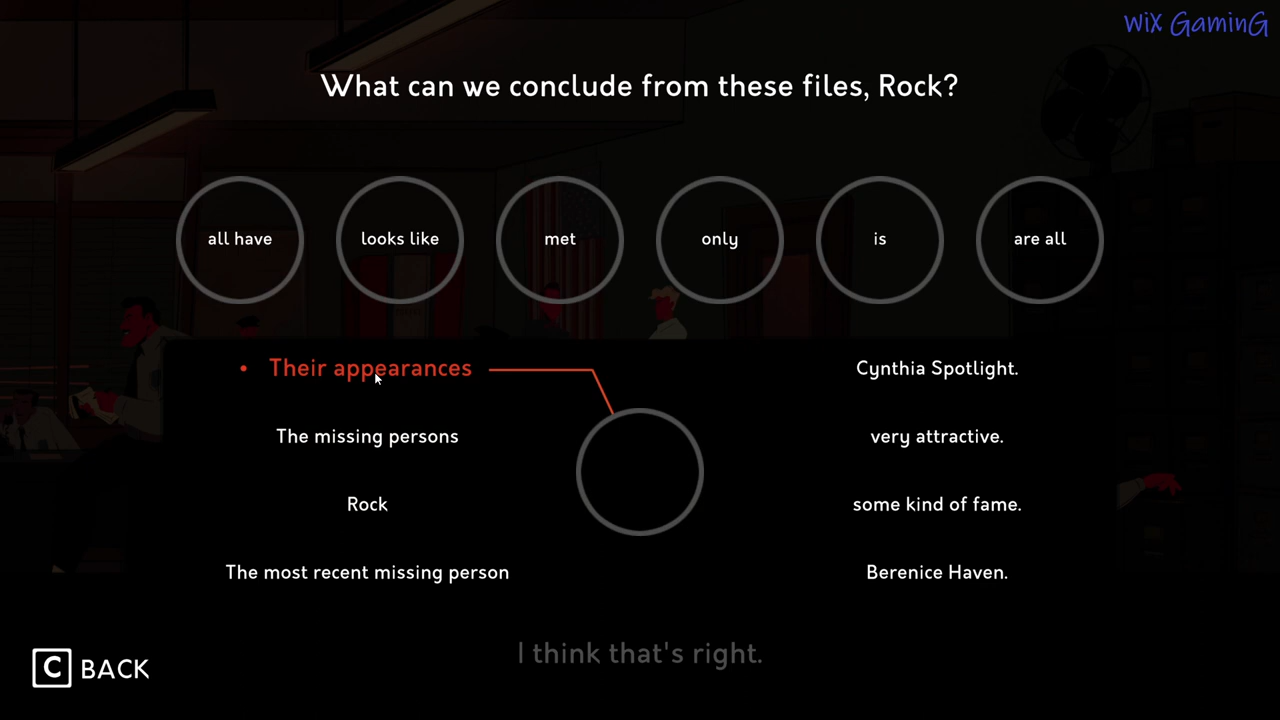 WiX GaminG
What can we conclude from these files, Rock?
all have
looks like
met
only
is
are all
• Their appearances
Cynthia Spotlight.
The missing persons
very attractive.
Rock
some kind of fame.
The most recent missing person
Berenice Haven.
I think that's right.
C BACK